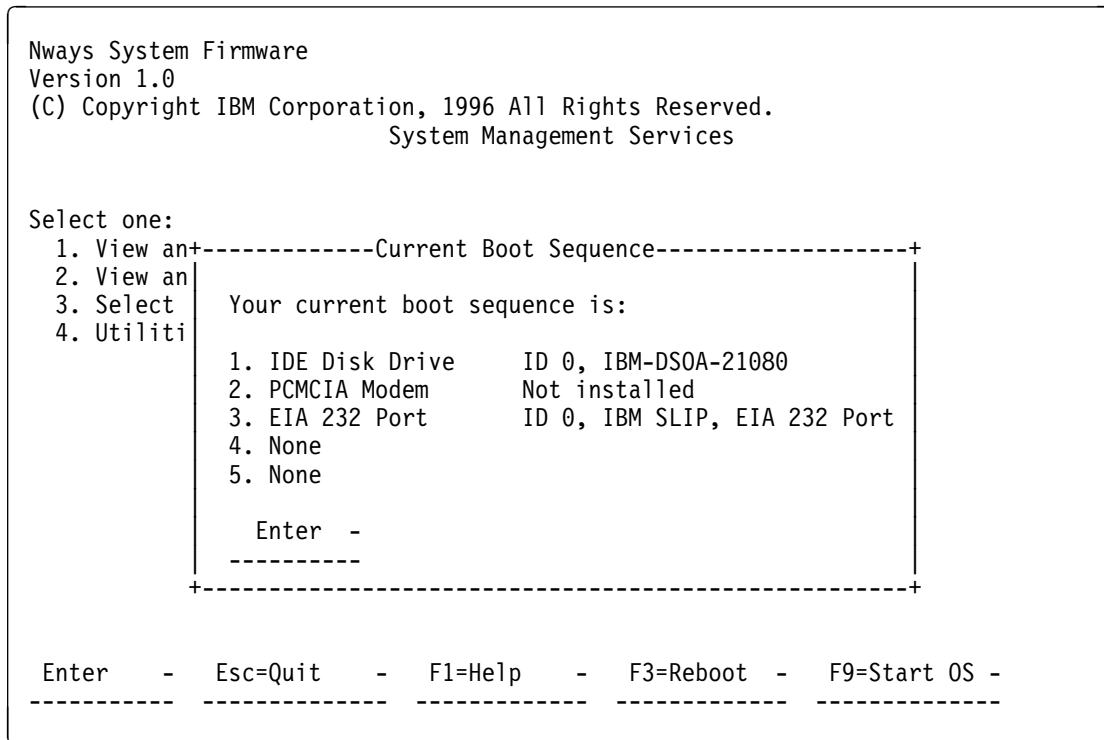 Nways System Firmware
Version 1.0
(C) Copyright IBM Corporation, 1996 All Rights Reserved.
System Management Services
Select one:
1. View an+-------------Current Boot Sequence-------------------+
2. View an|
3. Select | Your current boot sequence is:
4. Utiliti|
1. IDE Disk Drive ID 0, IBM-DSOA-21080
2. PCMCIA Modem Not installed
3. EIA 232 Port ID 0, IBM SLIP, EIA 232 Port
4. None
5. None
Enter -
----------
+-----------------------------------------------------+
Enter - Esc=Quit - F1=Help - F3=Reboot - F9=Start OS -
----------- -------------- ------------- ------------- --------------